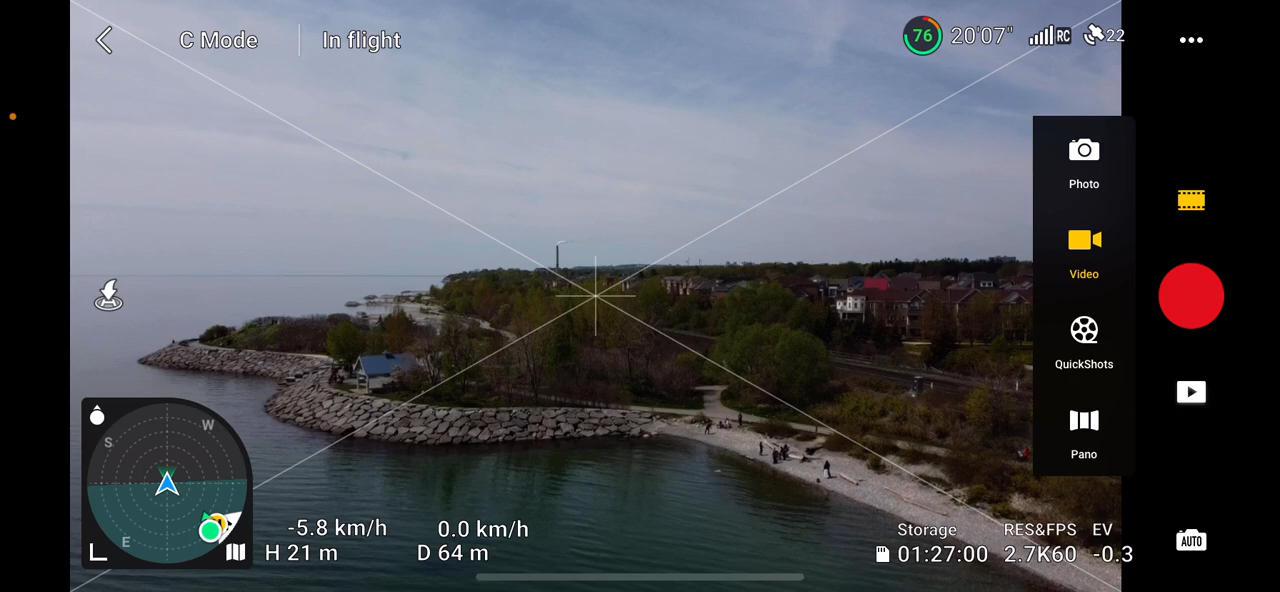 C Mode
In flight
76
20'07"
RC
22
Photo
Video
QuickShots
Pano
W
S
E
-5.8 km/h
0.0 km/h
H 21 m
D 64 m
Storage
RES&FPS
EV
01:27:00
2.7K60
-0.3
AUTO